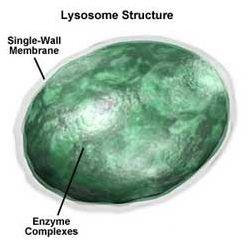 Lysosome Structure
Single-Wall
Membrane
Enzyme
Complexes